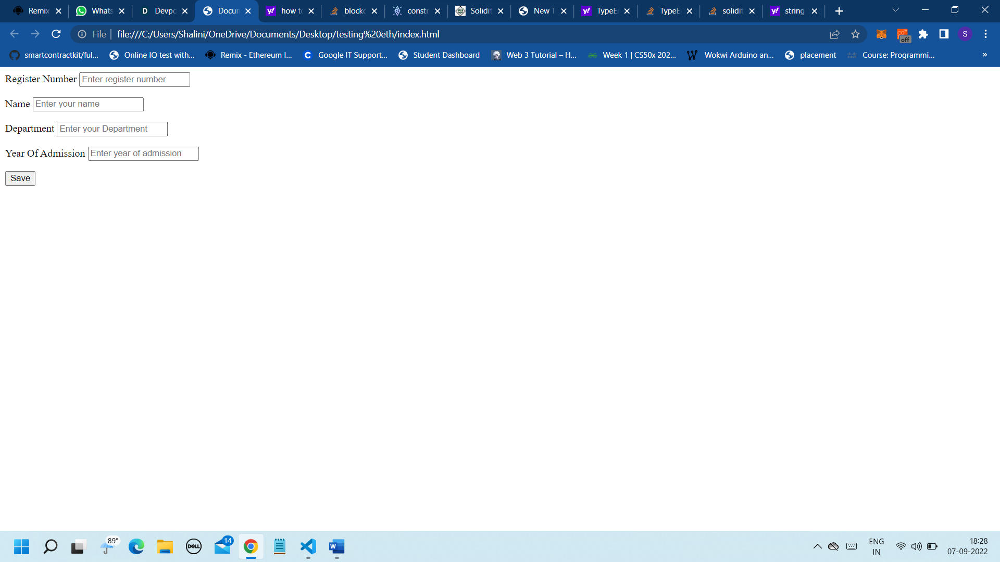 Remix Whats Devpo Docun how to blockc constr Solidit New T TypeEr TypeEr solidit string
File file:///C:/Users/Shalini/OneDrive/Documents/Desktop/testing%20eth/index.html off S
smartcontractkit/ful... Online IQ test with... Remix - Ethereum I... Google IT Support... Student Dashboard Web 3 Tutorial – H... Week 1 | CS50x 202... Wokwi Arduino an... placement Course: Programmi... »
Register Number Enter register number
Name Enter your name
Department Enter your Department
Year Of Admission Enter year of admission
Save
89° DELL 14 ENG 18:28
IN 07-09-2022